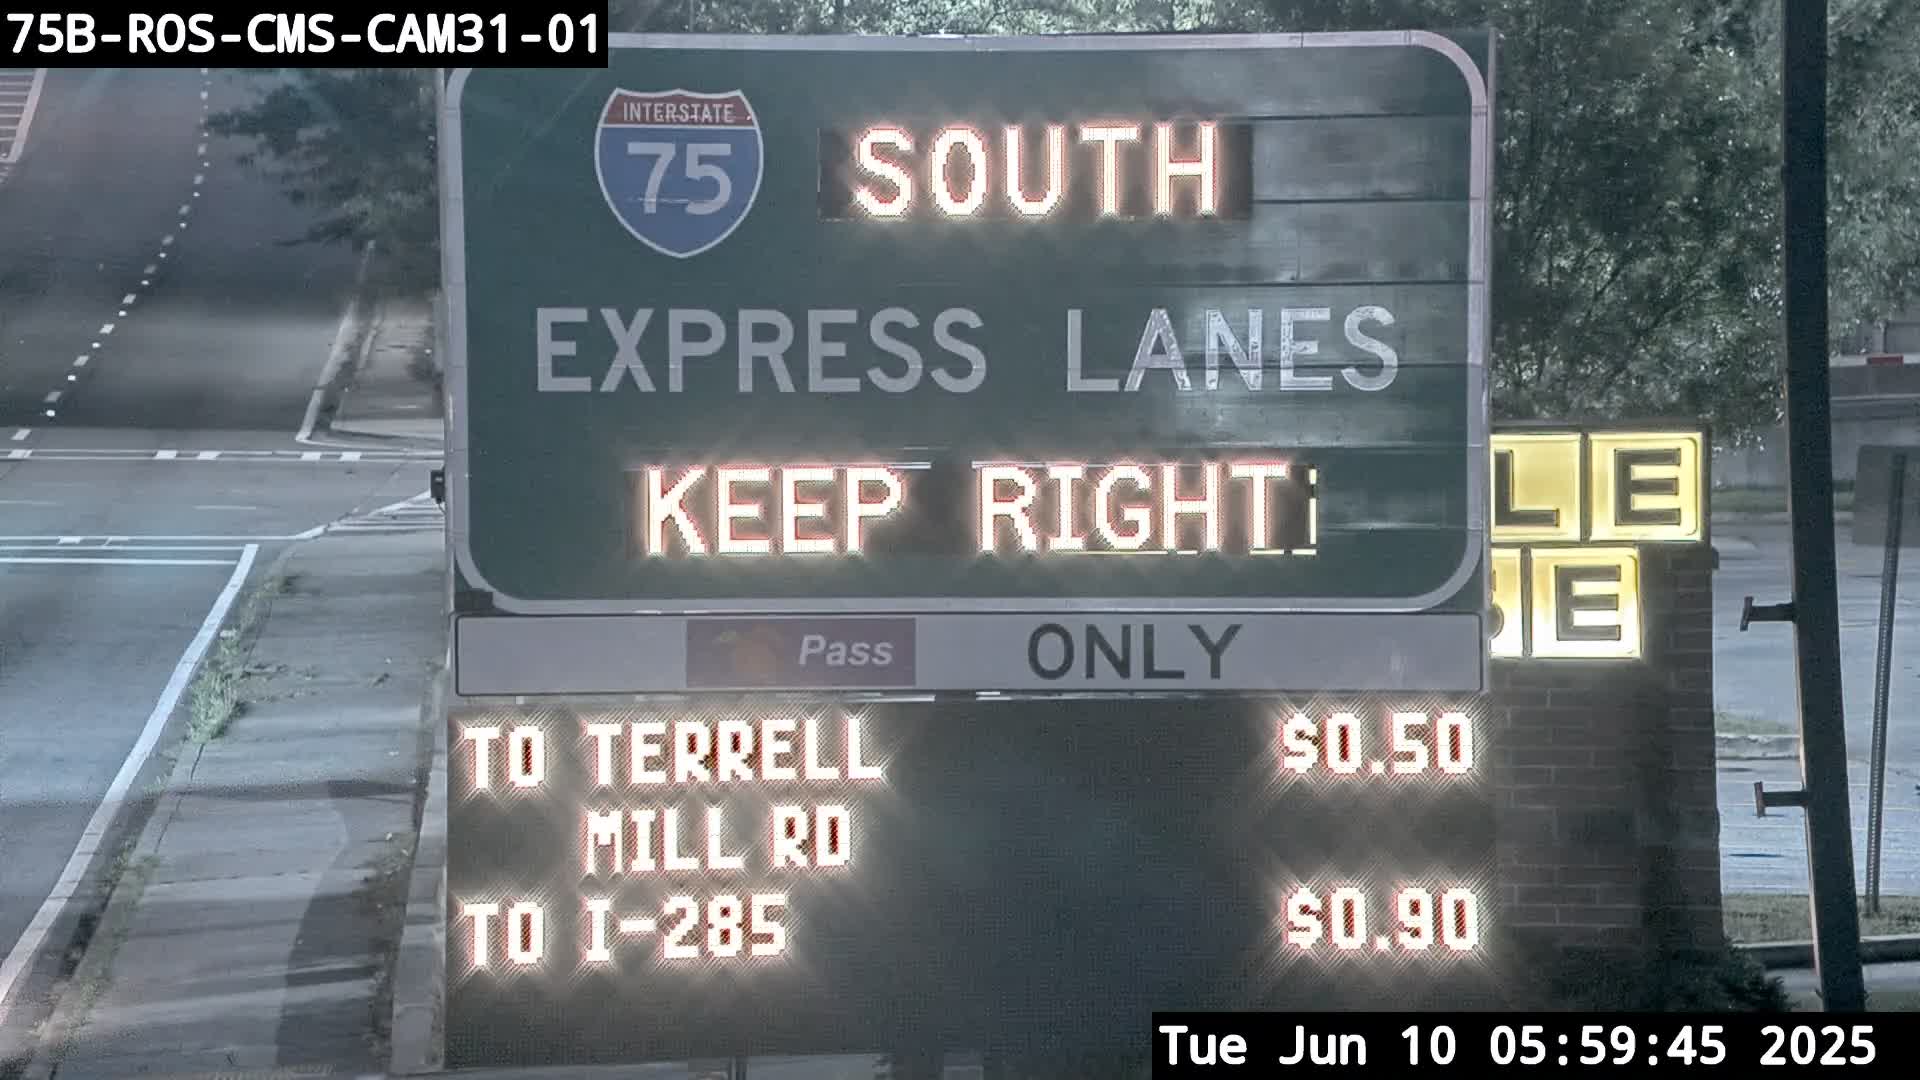 75B-ROS-CMS-CAM31-01
INTERSTATE
75
SOUTH
EXPRESS LANES
KEEP RIGHT
Pass ONLY
LE
E
TO TERRELL $0.50
MILL RD
TO I-285 $0.90
Tue Jun 10 05:59:45 2025